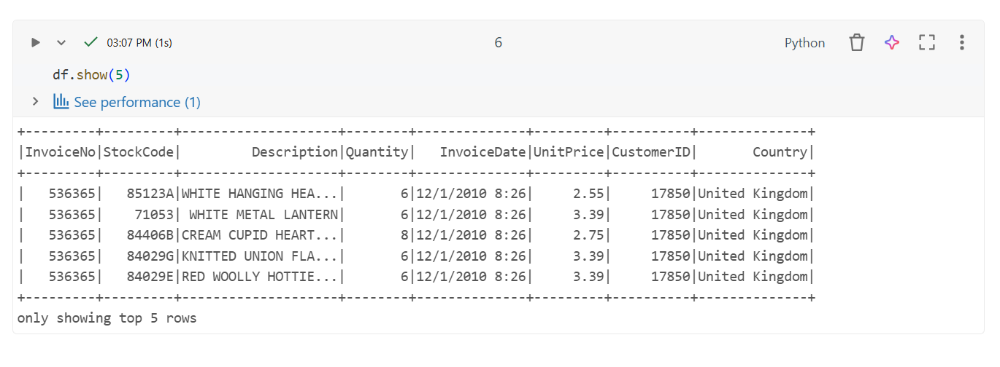 03:07 PM (1s) 6 Python
df.show(5)
See performance (1)
+---------+---------+--------------------+--------+--------------+---------+----------+--------------+
|InvoiceNo|StockCode|         Description|Quantity|   InvoiceDate|UnitPrice|CustomerID|       Country|
+---------+---------+--------------------+--------+--------------+---------+----------+--------------+
|   536365|   85123A|WHITE HANGING HEA...|       6|12/1/2010 8:26|     2.55|     17850|United Kingdom|
|   536365|    71053| WHITE METAL LANTERN|       6|12/1/2010 8:26|     3.39|     17850|United Kingdom|
|   536365|   84406B|CREAM CUPID HEART...|       8|12/1/2010 8:26|     2.75|     17850|United Kingdom|
|   536365|   84029G|KNITTED UNION FLA...|       6|12/1/2010 8:26|     3.39|     17850|United Kingdom|
|   536365|   84029E|RED WOOLLY HOTTIE...|       6|12/1/2010 8:26|     3.39|     17850|United Kingdom|
+---------+---------+--------------------+--------+--------------+---------+----------+--------------+
only showing top 5 rows